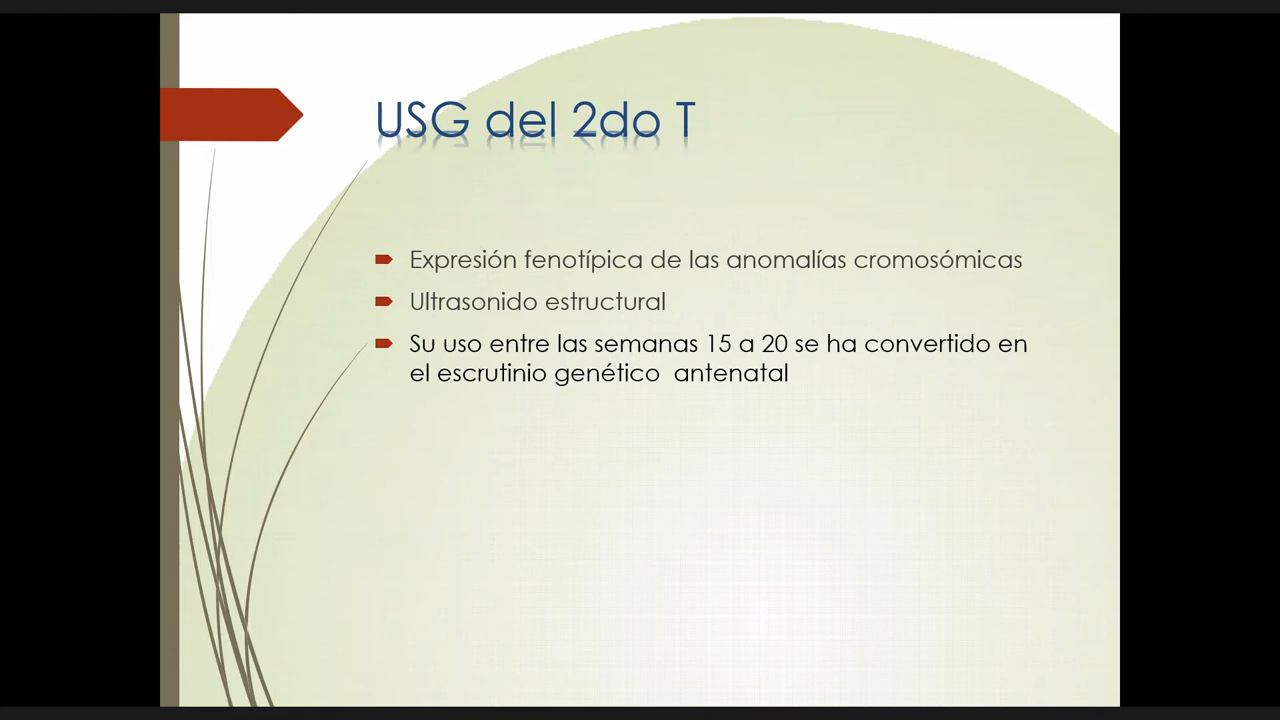 USG del 2do T
Expresión fenotípica de las anomalías cromosómicas
Ultrasonido estructural
Su uso entre las semanas 15 a 20 se ha convertido en
el escrutinio genético antenatal